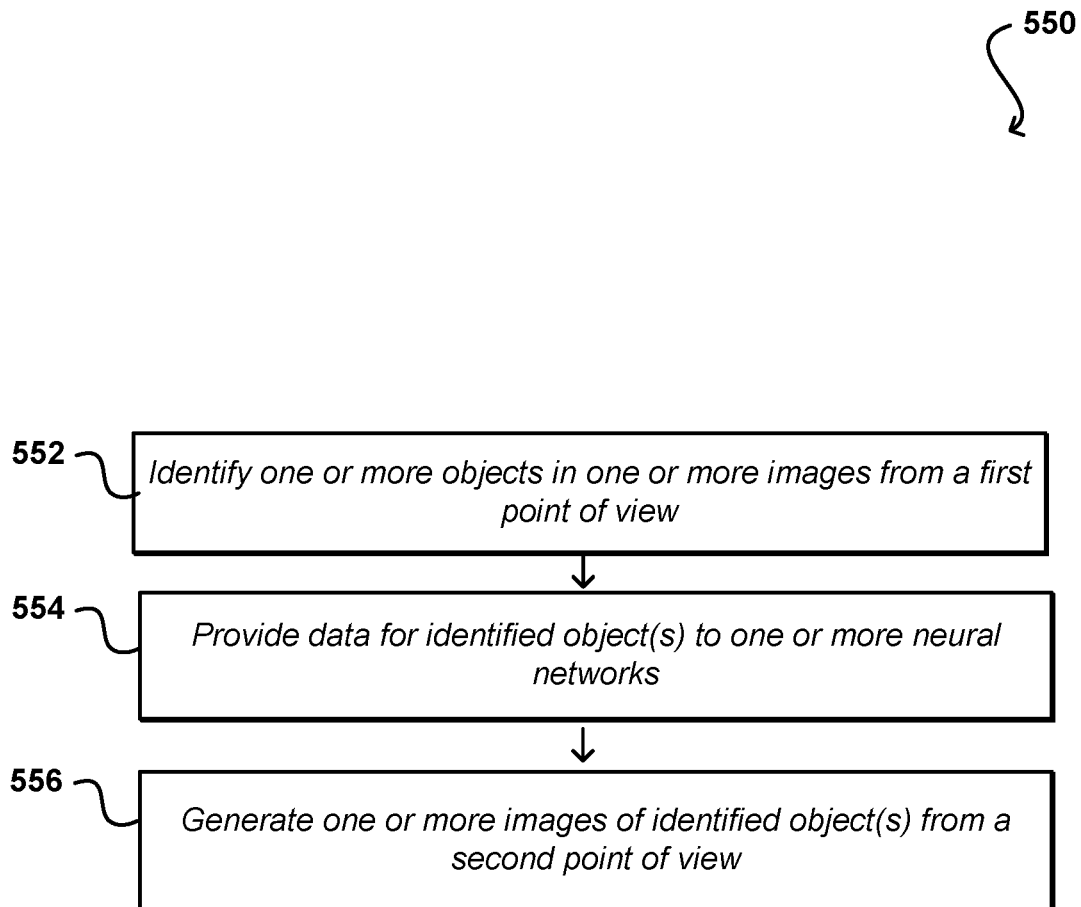 550
552
Identify one or more objects in one or more images from a first
point of view
554
Provide data for identified object(s) to one or more neural
networks
556
Generate one or more images of identified object(s) from a
second point of view